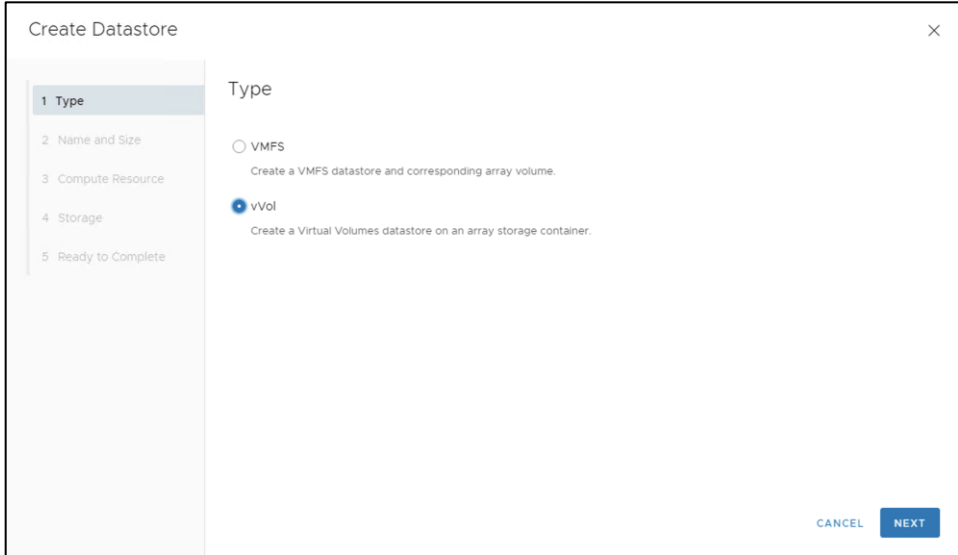 Create Datastore
1 Type
2 Name and Size
3 Compute Resource
4 Storage
5 Ready to Complete
Type
VMFS
Create a VMFS datastore and corresponding array volume.
vVol
Create a Virtual Volumes datastore on an array storage container.
CANCEL
NEXT